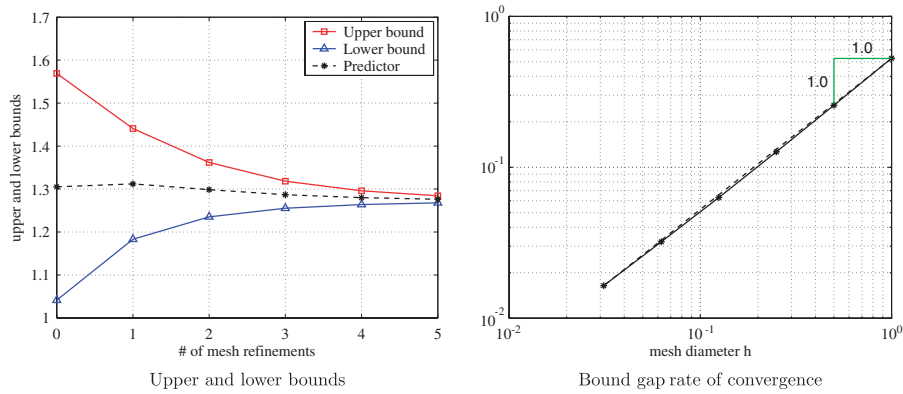 1.7
1.6
1.5
1.4
1.3
1.2
1.1
1
upper and lower bounds
Upper bound
Lower bound
Predictor
0 1 2 3 4 5
# of mesh refinements
Upper and lower bounds
10^0
10^-1
10^-2
1.0
1.0
10^-2 10^-1 10^0
mesh diameter h
Bound gap rate of convergence